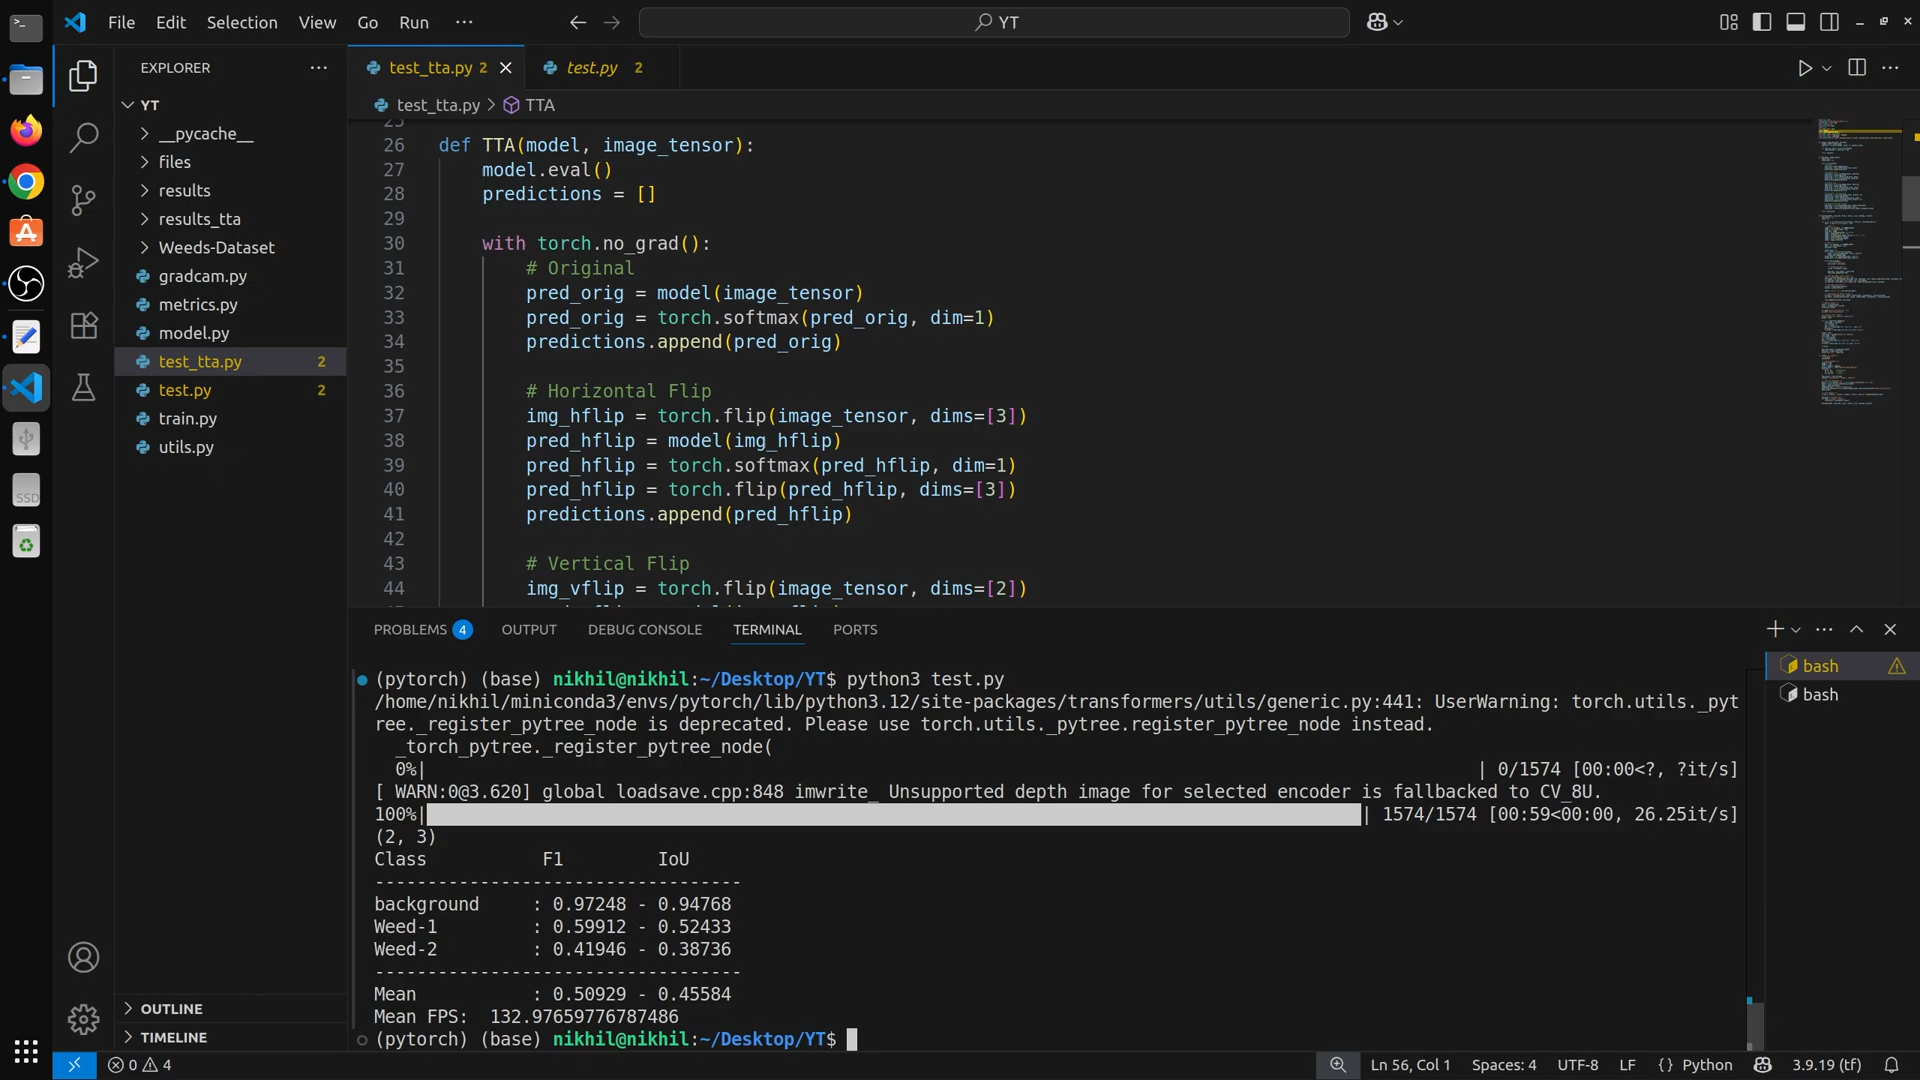 File Edit Selection View Go Run ···
YT
EXPLORER ···
YT
__pycache__
files
results
results_tta
Weeds-Dataset
gradcam.py
metrics.py
model.py
test_tta.py 2
test.py 2
train.py
utils.py
OUTLINE
TIMELINE
SSD
test_tta.py 2
test.py 2
test_tta.py > TTA
25
26 def TTA(model, image_tensor):
27 model.eval()
28 predictions = []
29
30 with torch.no_grad():
31 # Original
32 pred_orig = model(image_tensor)
33 pred_orig = torch.softmax(pred_orig, dim=1)
34 predictions.append(pred_orig)
35
36 # Horizontal Flip
37 img_hflip = torch.flip(image_tensor, dims=[3])
38 pred_hflip = model(img_hflip)
39 pred_hflip = torch.softmax(pred_hflip, dim=1)
40 pred_hflip = torch.flip(pred_hflip, dims=[3])
41 predictions.append(pred_hflip)
42
43 # Vertical Flip
44 img_vflip = torch.flip(image_tensor, dims=[2])
PROBLEMS 4 OUTPUT DEBUG CONSOLE TERMINAL PORTS
bash
bash
(pytorch) (base) nikhil@nikhil:~/Desktop/YT$ python3 test.py
/home/nikhil/miniconda3/envs/pytorch/lib/python3.12/site-packages/transformers/utils/generic.py:441: UserWarning: torch.utils._pyt
ree._register_pytree_node is deprecated. Please use torch.utils._pytree.register_pytree_node instead.
_torch_pytree._register_pytree_node(
0%| | 0/1574 [00:00<?, ?it/s]
[ WARN:0@3.620] global loadsave.cpp:848 imwrite_ Unsupported depth image for selected encoder is fallbacked to CV_8U.
100%| | 1574/1574 [00:59<00:00, 26.25it/s]
(2, 3)
Class F1 IoU
-----------------------------------
background : 0.97248 - 0.94768
Weed-1 : 0.59912 - 0.52433
Weed-2 : 0.41946 - 0.38736
-----------------------------------
Mean : 0.50929 - 0.45584
Mean FPS: 132.97659776787486
(pytorch) (base) nikhil@nikhil:~/Desktop/YT$
0 4
Ln 56, Col 1 Spaces: 4 UTF-8 LF {} Python 3.9.19 (tf)